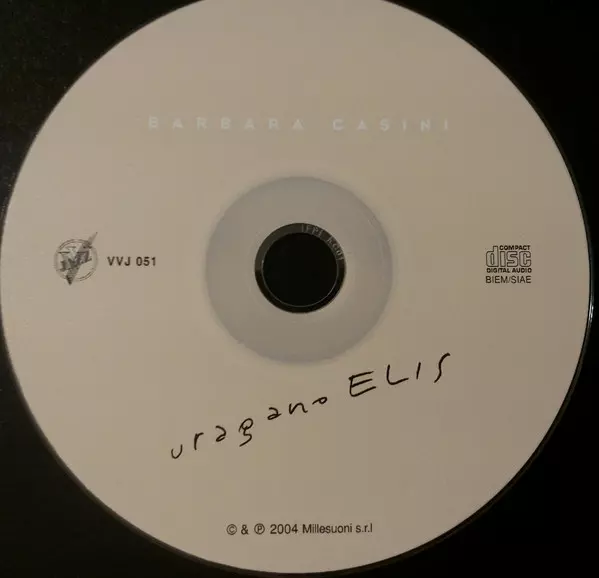 BARBARA CASINI
VVJ 051
COMPACT
disc
DIGITAL AUDIO
BIEM/SIAE
uragano ELIS
© & ℗ 2004 Millesuoni s.r.l